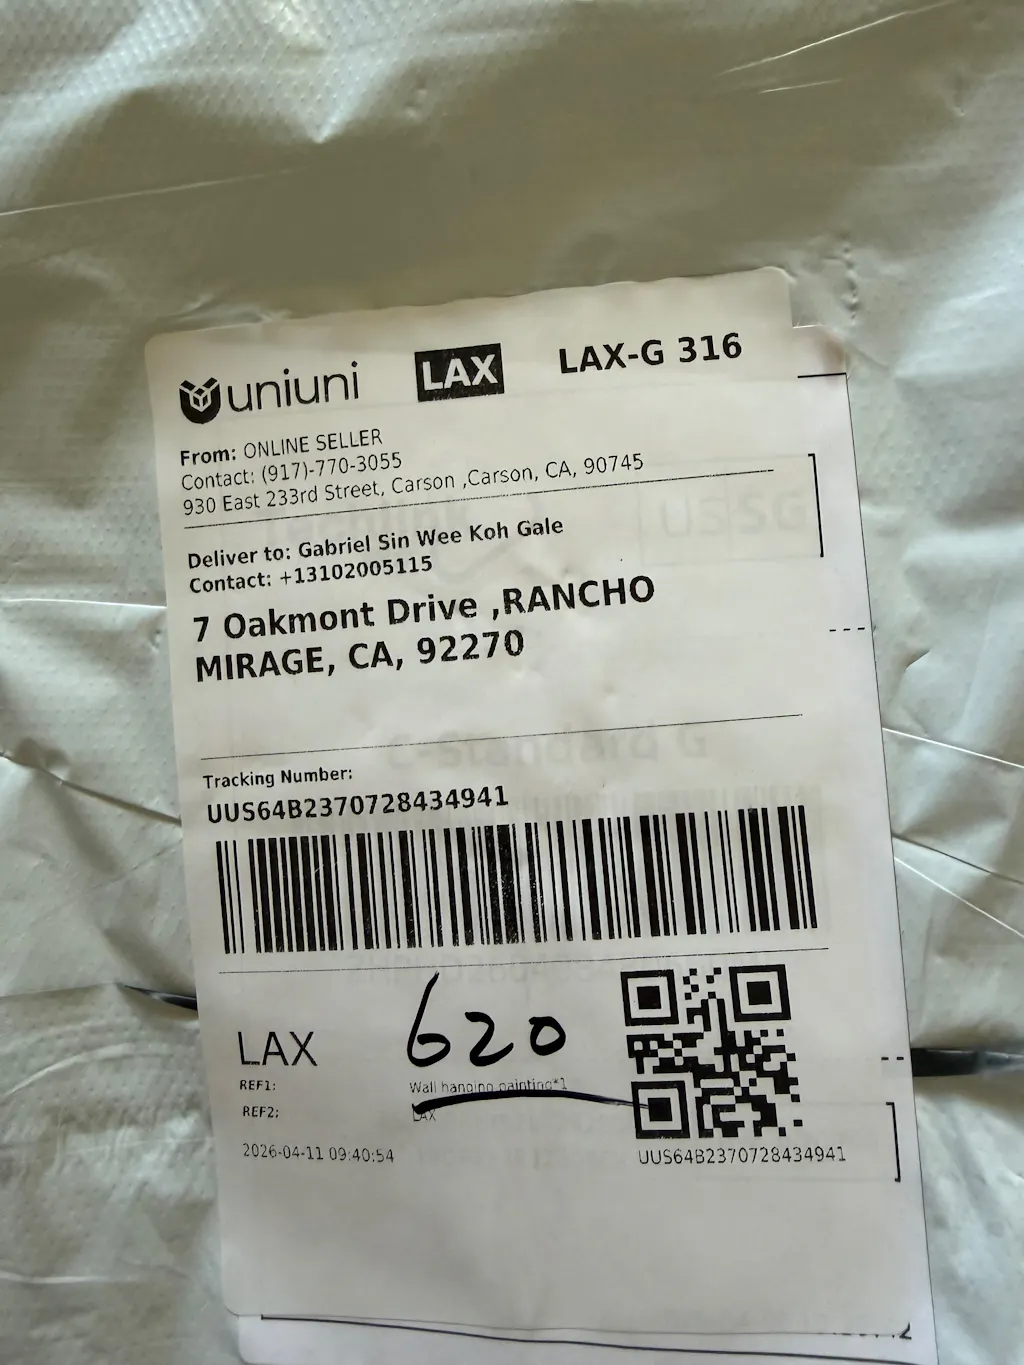 uniuni LAX LAX-G 316
From: ONLINE SELLER
Contact: (917)-770-3055
930 East 233rd Street, Carson ,Carson, CA, 90745
USSG
Deliver to: Gabriel Sin Wee Koh Gale
Contact: +13102005115
7 Oakmont Drive ,RANCHO
MIRAGE, CA, 92270
C-Standard G
Tracking Number:
UUS64B2370728434941
LAX 620
REF1: Wall hanging painting*1
REF2: LAX
2026-04-11 09:40:54 UUS64B2370728434941